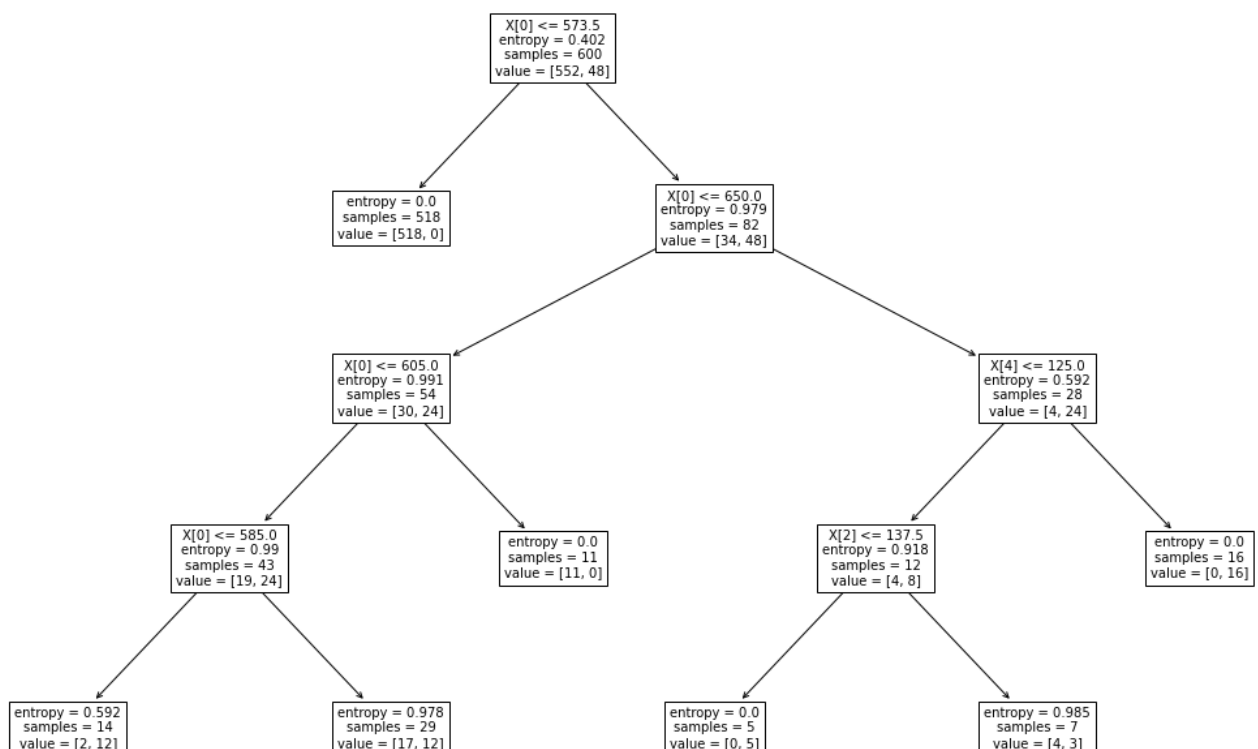 X[0] <= 573.5
entropy = 0.402
samples = 600
value = [552, 48]
entropy = 0.0
samples = 518
value = [518, 0]
X[0] <= 650.0
entropy = 0.979
samples = 82
value = [34, 48]
X[0] <= 605.0
entropy = 0.991
samples = 54
value = [30, 24]
X[4] <= 125.0
entropy = 0.592
samples = 28
value = [4, 24]
X[0] <= 585.0
entropy = 0.99
samples = 43
value = [19, 24]
entropy = 0.0
samples = 11
value = [11, 0]
X[2] <= 137.5
entropy = 0.918
samples = 12
value = [4, 8]
entropy = 0.0
samples = 16
value = [0, 16]
entropy = 0.592
samples = 14
value = [2, 12]
entropy = 0.978
samples = 29
value = [17, 12]
entropy = 0.0
samples = 5
value = [0, 5]
entropy = 0.985
samples = 7
value = [4, 3]